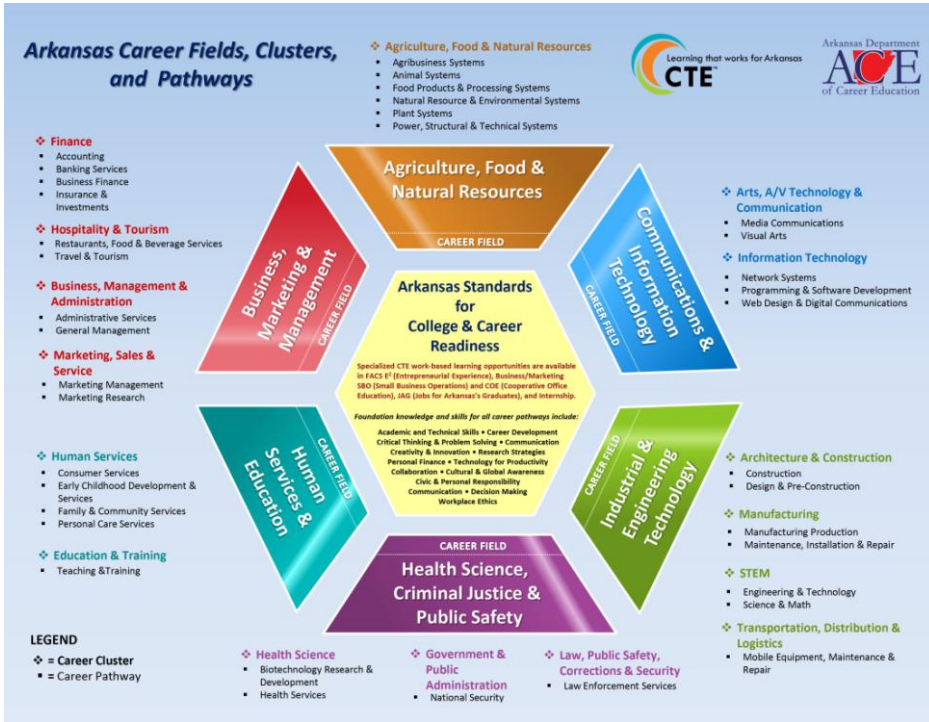 Arkansas Career Fields, Clusters,
and Pathways
❖ Agriculture, Food & Natural Resources
▪ Agribusiness Systems
▪ Animal Systems
▪ Food Products & Processing Systems
▪ Natural Resource & Environmental Systems
▪ Plant Systems
▪ Power, Structural & Technical Systems
Learning that works for Arkansas
CTE™
Arkansas Department
ACE
of Career Education
❖ Finance
▪ Accounting
▪ Banking Services
▪ Business Finance
▪ Insurance &
Investments
❖ Hospitality & Tourism
▪ Restaurants, Food & Beverage Services
▪ Travel & Tourism
❖ Business, Management &
Administration
▪ Administrative Services
▪ General Management
❖ Marketing, Sales &
Service
▪ Marketing Management
▪ Marketing Research
Business,
Marketing &
Management
CAREER FIELD
Agriculture, Food &
Natural Resources
CAREER FIELD
Communications &
Information
Technology
CAREER FIELD
❖ Arts, A/V Technology &
Communication
▪ Media Communications
▪ Visual Arts
❖ Information Technology
▪ Network Systems
▪ Programming & Software Development
▪ Web Design & Digital Communications
Arkansas Standards
for
College & Career
Readiness
Specialized CTE work-based learning opportunities are available
in FACS E² (Entrepreneurial Experience), Business/Marketing
SBO (Small Business Operations) and COE (Cooperative Office
Education), JAG (Jobs for Arkansas's Graduates), and Internship.
Foundation knowledge and skills for all career pathways include:
Academic and Technical Skills • Career Development
Critical Thinking & Problem Solving • Communication
Creativity & Innovation • Research Strategies
Personal Finance • Technology for Productivity
Collaboration • Cultural & Global Awareness
Civic & Personal Responsibility
Communication • Decision Making
Workplace Ethics
❖ Human Services
▪ Consumer Services
▪ Early Childhood Development &
Services
▪ Family & Community Services
▪ Personal Care Services
❖ Education & Training
▪ Teaching &Training
CAREER FIELD
Human
Services &
Education
CAREER FIELD
Health Science,
Criminal Justice &
Public Safety
CAREER FIELD
Industrial &
Engineering
Technology
❖ Architecture & Construction
▪ Construction
▪ Design & Pre-Construction
❖ Manufacturing
▪ Manufacturing Production
▪ Maintenance, Installation & Repair
❖ STEM
▪ Engineering & Technology
▪ Science & Math
❖ Transportation, Distribution &
Logistics
▪ Mobile Equipment, Maintenance &
Repair
LEGEND
❖ = Career Cluster
▪ = Career Pathway
❖ Health Science
▪ Biotechnology Research &
Development
▪ Health Services
❖ Government &
Public
Administration
▪ National Security
❖ Law, Public Safety,
Corrections & Security
▪ Law Enforcement Services